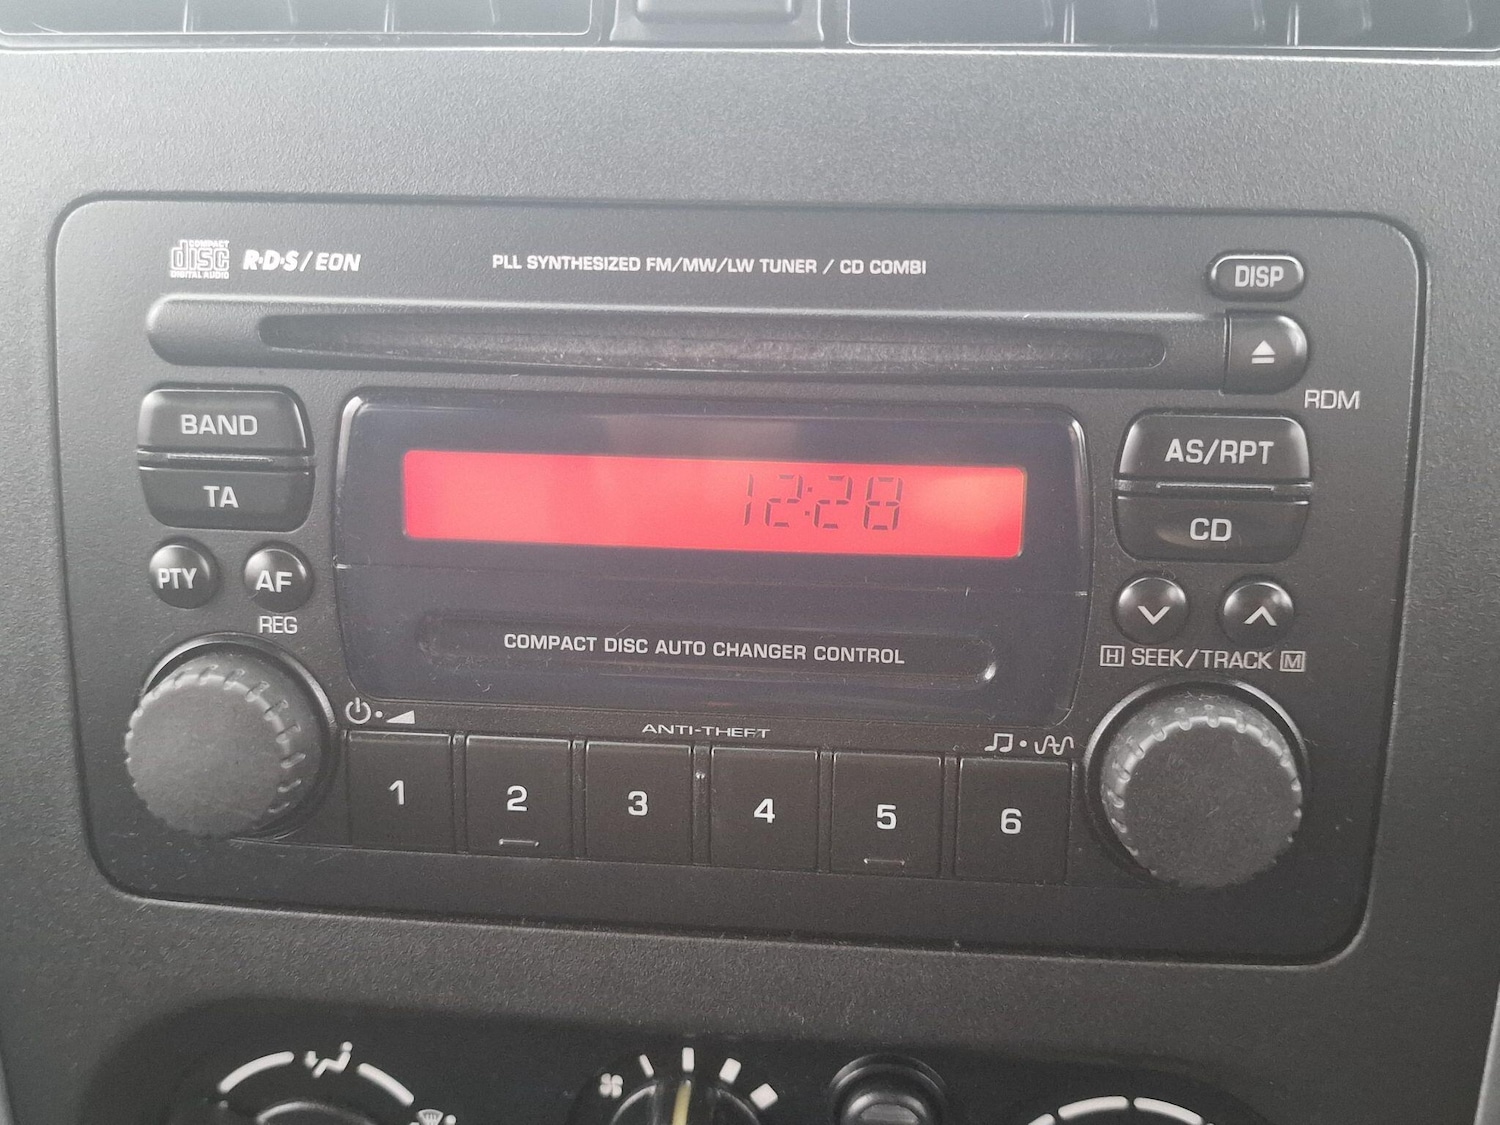 COMPACT
disc
DIGITAL AUDIO
R·D·S/EON
PLL SYNTHESIZED FM/MW/LW TUNER / CD COMBI
DISP
RDM
BAND
AS/RPT
12:28
TA
CD
PTY
AF
REG
COMPACT DISC AUTO CHANGER CONTROL
H SEEK/TRACK M
ANTI-THEFT
1
2
3
4
5
6